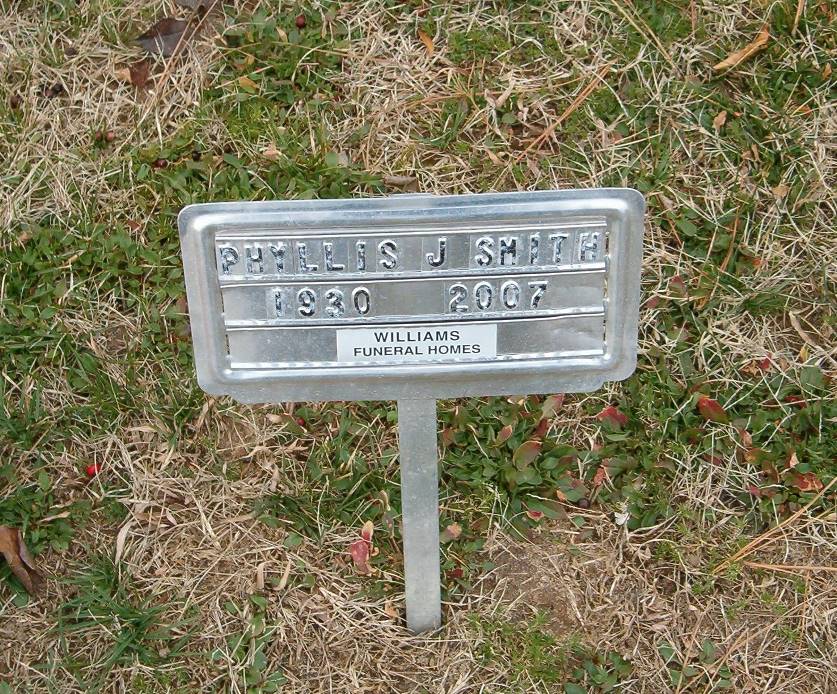 PHYLLIS J SMITH
1930 2007
WILLIAMS
FUNERAL HOMES